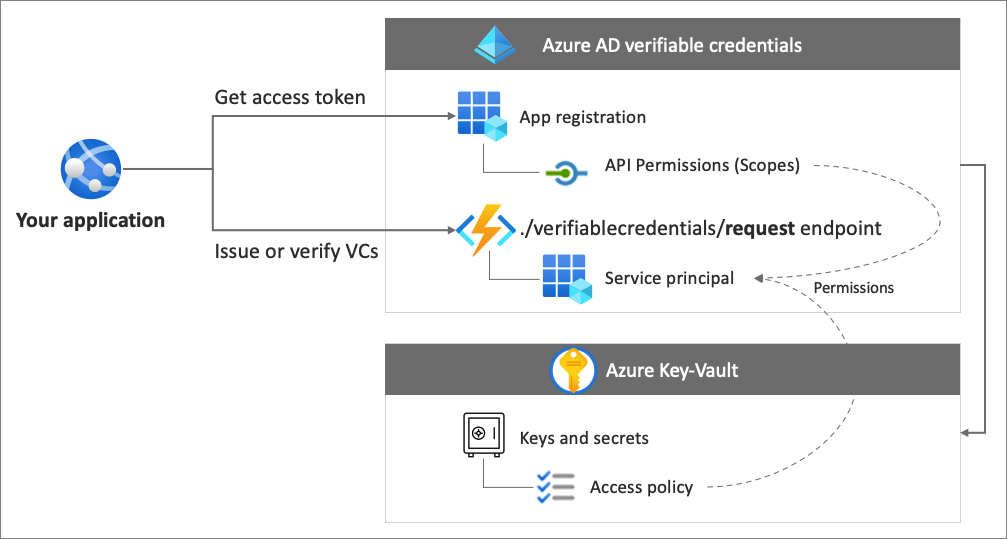 Azure AD verifiable credentials
Get access token
App registration
API Permissions (Scopes)
Your application
./verifiablecredentials/request endpoint
Issue or verify VCs
Service principal
Permissions
Azure Key-Vault
Keys and secrets
Access policy